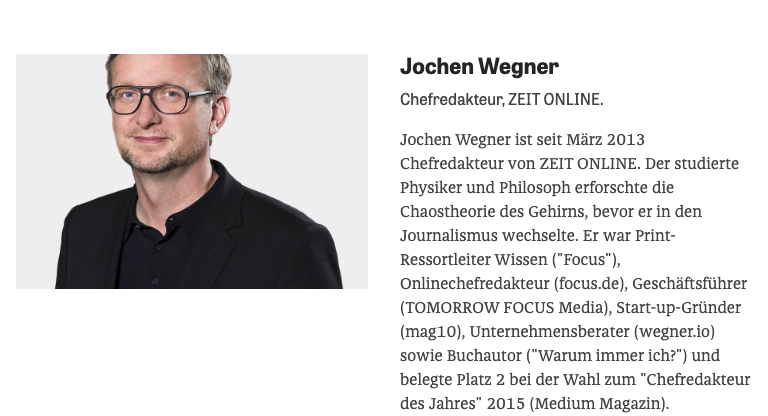 Jochen Wegner
Chefredakteur, ZEIT ONLINE.
Jochen Wegner ist seit März 2013
Chefredakteur von ZEIT ONLINE. Der studierte
Physiker und Philosoph erforschte die
Chaostheorie des Gehirns, bevor er in den
Journalismus wechselte. Er war Print-
Ressortleiter Wissen ("Focus"),
Onlinechefredakteur (focus.de), Geschäftsführer
(TOMORROW FOCUS Media), Start-up-Gründer
(mag10), Unternehmensberater (wegner.io)
sowie Buchautor ("Warum immer ich?") und
belegte Platz 2 bei der Wahl zum "Chefredakteur
des Jahres" 2015 (Medium Magazin).